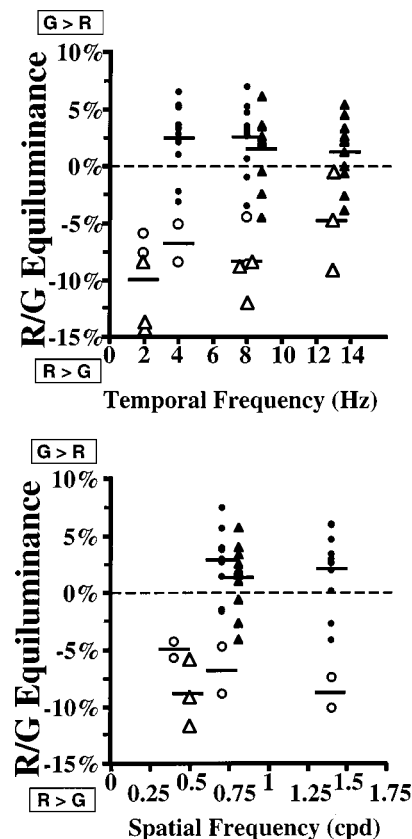 G > R
10%
5%
0%
-5%
-10%
-15%
R/G Equiluminance
R > G
0 2 4 6 8 10 12 14
Temporal Frequency (Hz)
G > R
10%
5%
0%
-5%
-10%
-15%
R/G Equiluminance
R > G
0 0.25 0.5 0.75 1 1.25 1.5 1.75
Spatial Frequency (cpd)